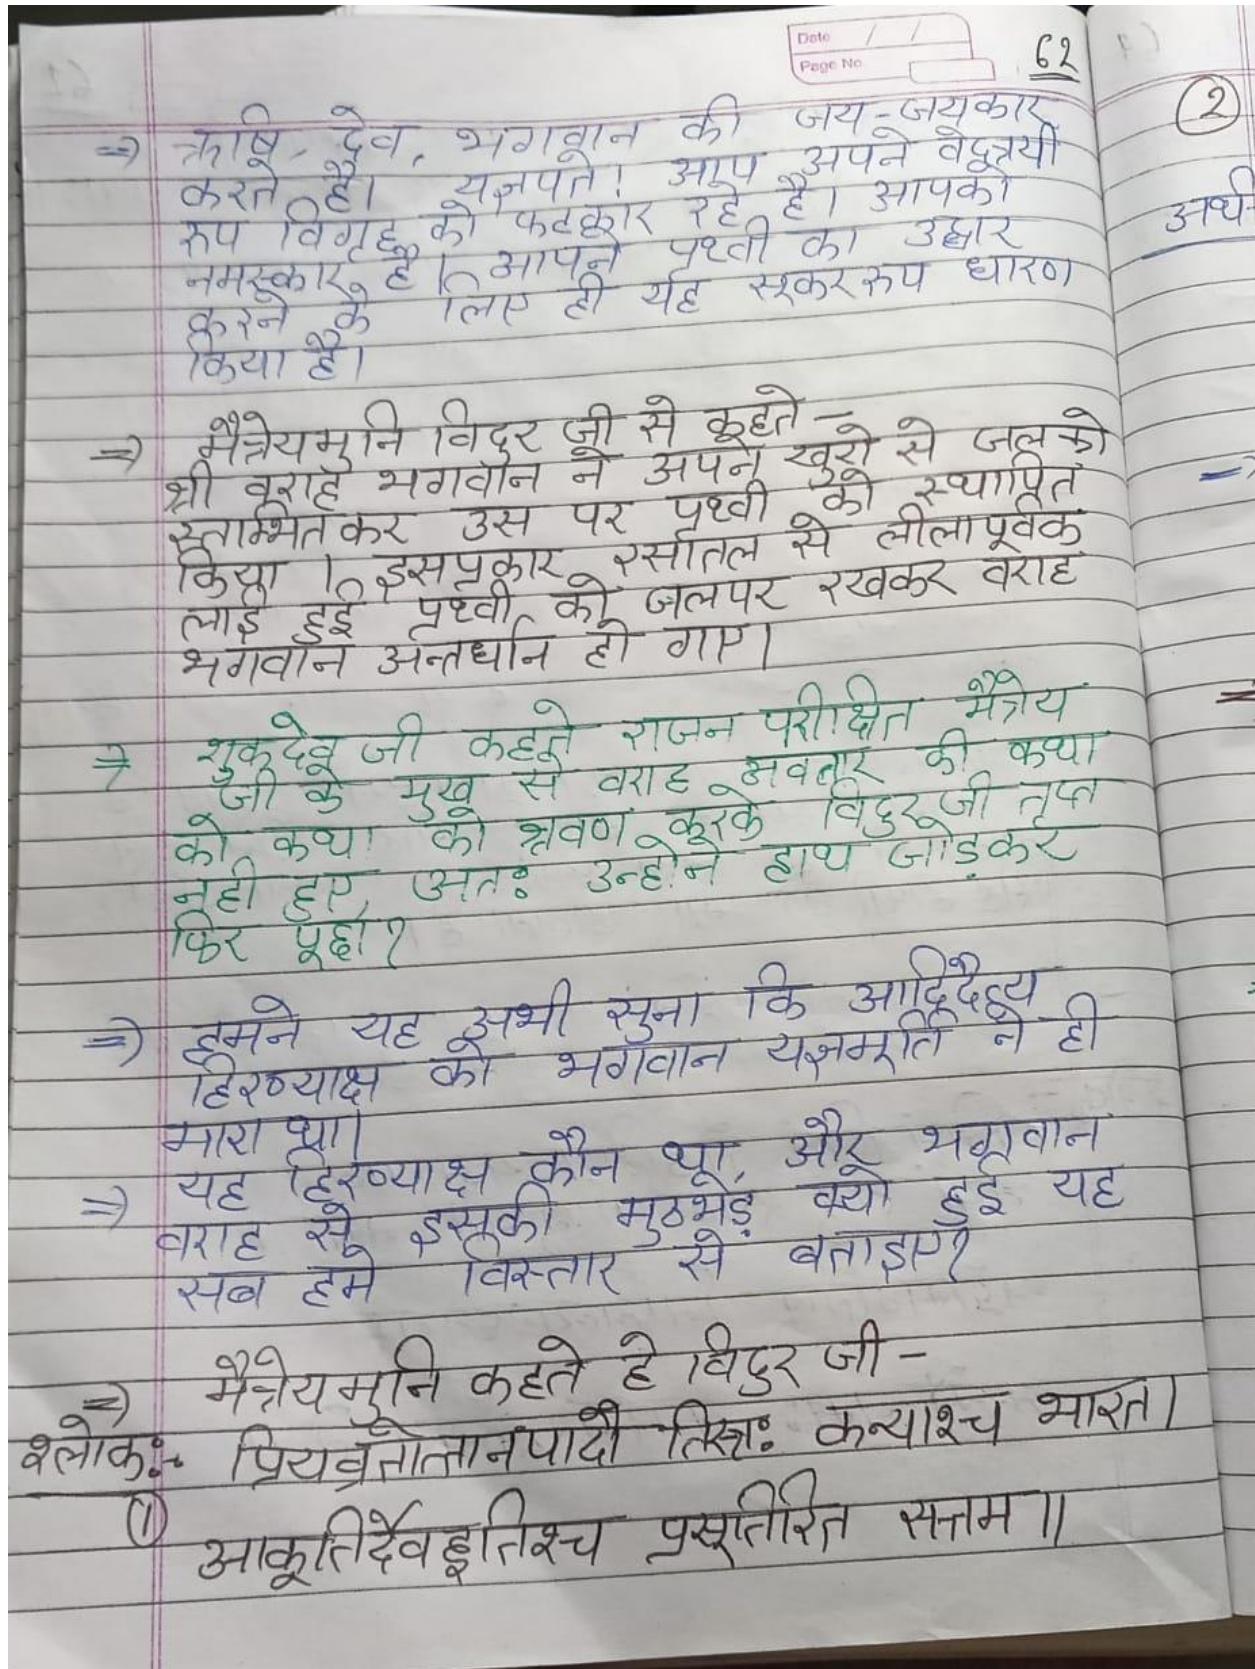 Date / /
Page No.
62
⇒ ऋषि, देव, भगवान की जय-जयकार
करते है। यज्ञपते! आप अपने वेदत्रयी
रुप विग्रह को फटकार रहे है। आपको
नमस्कार है। आपने पृथ्वी का उद्धार
करने के लिए ही यह सूकररुप धारण
किया है।
⇒ मैत्रेयमुनि विदुर जी से कहते -
श्री वराह भगवान ने अपने खुरो से जल को
स्ताम्भितकर उस पर पृथ्वी को स्थापित
किया। इसप्रकार रसातल से लीलापूर्वक
लाई हुई पृथ्वी को जलपर रखकर वराह
भगवान अन्तर्धान हो गए।
⇒ शुकदेव जी कहते राजन परीक्षित मैत्रेय
जी के मुख से वराह अवतार की कथा
को कथा को श्रवण करके विदुर जी तृप्त
नही हुए, अतः उन्होने हाथ जोड़कर
फिर पूछा?
⇒ हमने यह अभी सुना कि आदिदैत्य
हिरण्याक्ष को भगवान यज्ञमूर्ति ने ही
मारा था।
⇒ यह हिरण्याक्ष कौन था, और भगवान
वराह से इसकी मुठभेड़ क्यो हुई यह
सब हमे विस्तार से बताइए?
⇒ मैत्रेयमुनि कहते हे विदुर जी -
श्लोक:- प्रियव्रतोत्तानपादौ तिस्रः कन्याश्च भारत।
① आकूतिर्देवहूतिश्च प्रसूतिरिति सत्तम॥
②
अर्थ
⇒